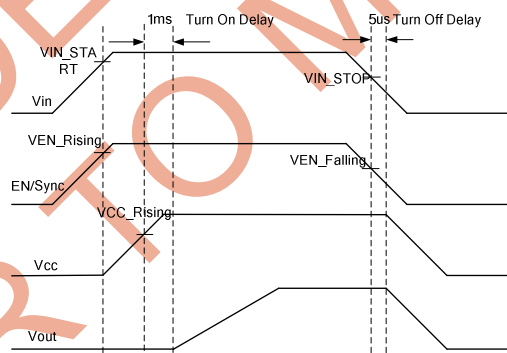 1ms Turn On Delay
5us Turn Off Delay
VIN_STA
RT
VIN_STOP
Vin
VEN_Rising
VEN_Falling
EN/Sync
VCC_Rising
Vcc
Vout
R TO M